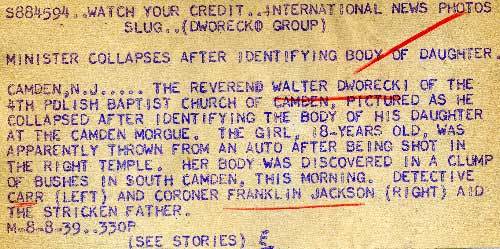 S884594..WATCH YOUR CREDIT..INTERNATIONAL NEWS PHOTOS
SLUG..(DWORECKO GROUP)
MINISTER COLLAPSES AFTER IDENTIFYING BODY OF DAUGHTER.
CAMDEN,N.J..... THE REVEREND WALTER DWORECKI OF THE
4TH POLISH BAPTIST CHURCH OF CAMDEN, PICTURED AS HE
COLLAPSED AFTER IDENTIFYING THE BODY OF HIS DAUGHTER
AT THE CAMDEN MORGUE. THE GIRL, 18-YEARS OLD, WAS
APPARENTLY THROWN FROM AN AUTO AFTER BEING SHOT IN
THE RIGHT TEMPLE. HER BODY WAS DISCOVERED IN A CLUMP
OF BUSHES IN SOUTH CAMDEN, THIS MORNING. DETECTIVE
CARR (LEFT) AND CORONER FRANKLIN JACKSON (RIGHT) AID
THE STRICKEN FATHER.
M-8-8-39..330P
(SEE STORIES)